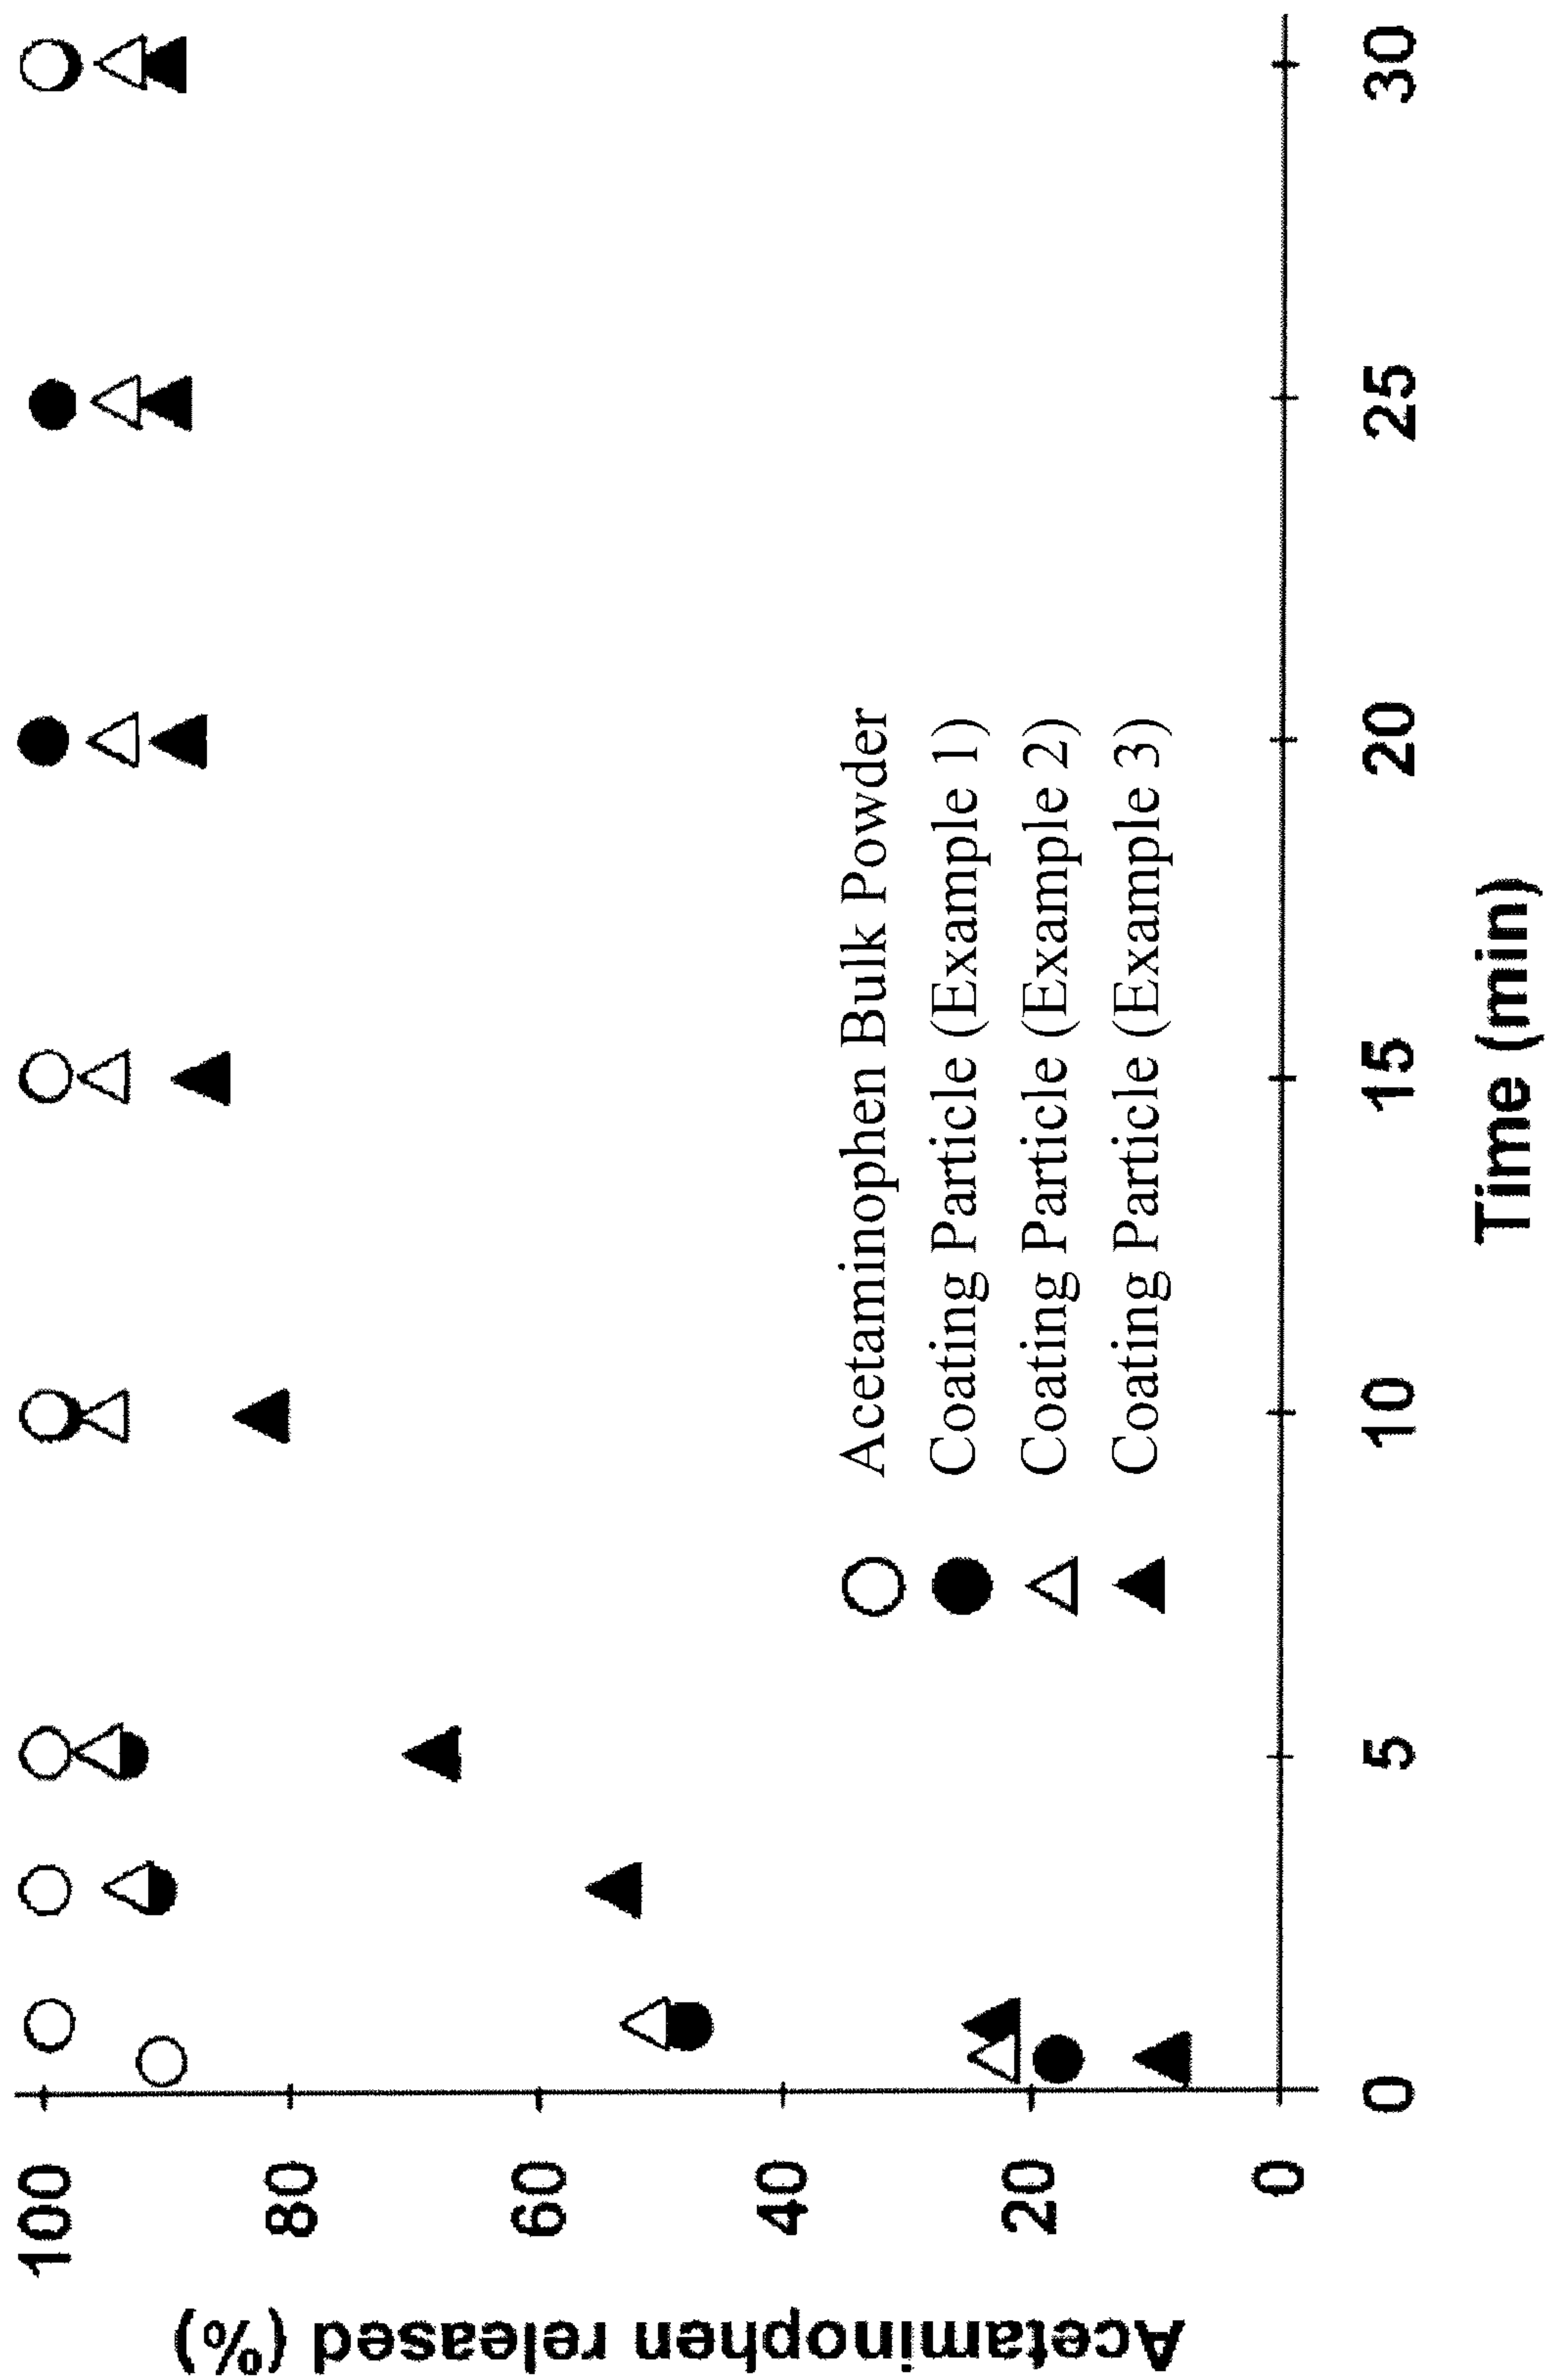 Acetaminophen released (%)
100
80
60
40
20
0
Acetaminophen Bulk Powder
Coating Particle (Example 1)
Coating Particle (Example 2)
Coating Particle (Example 3)
0 5 10 15 20 25 30
Time (min)